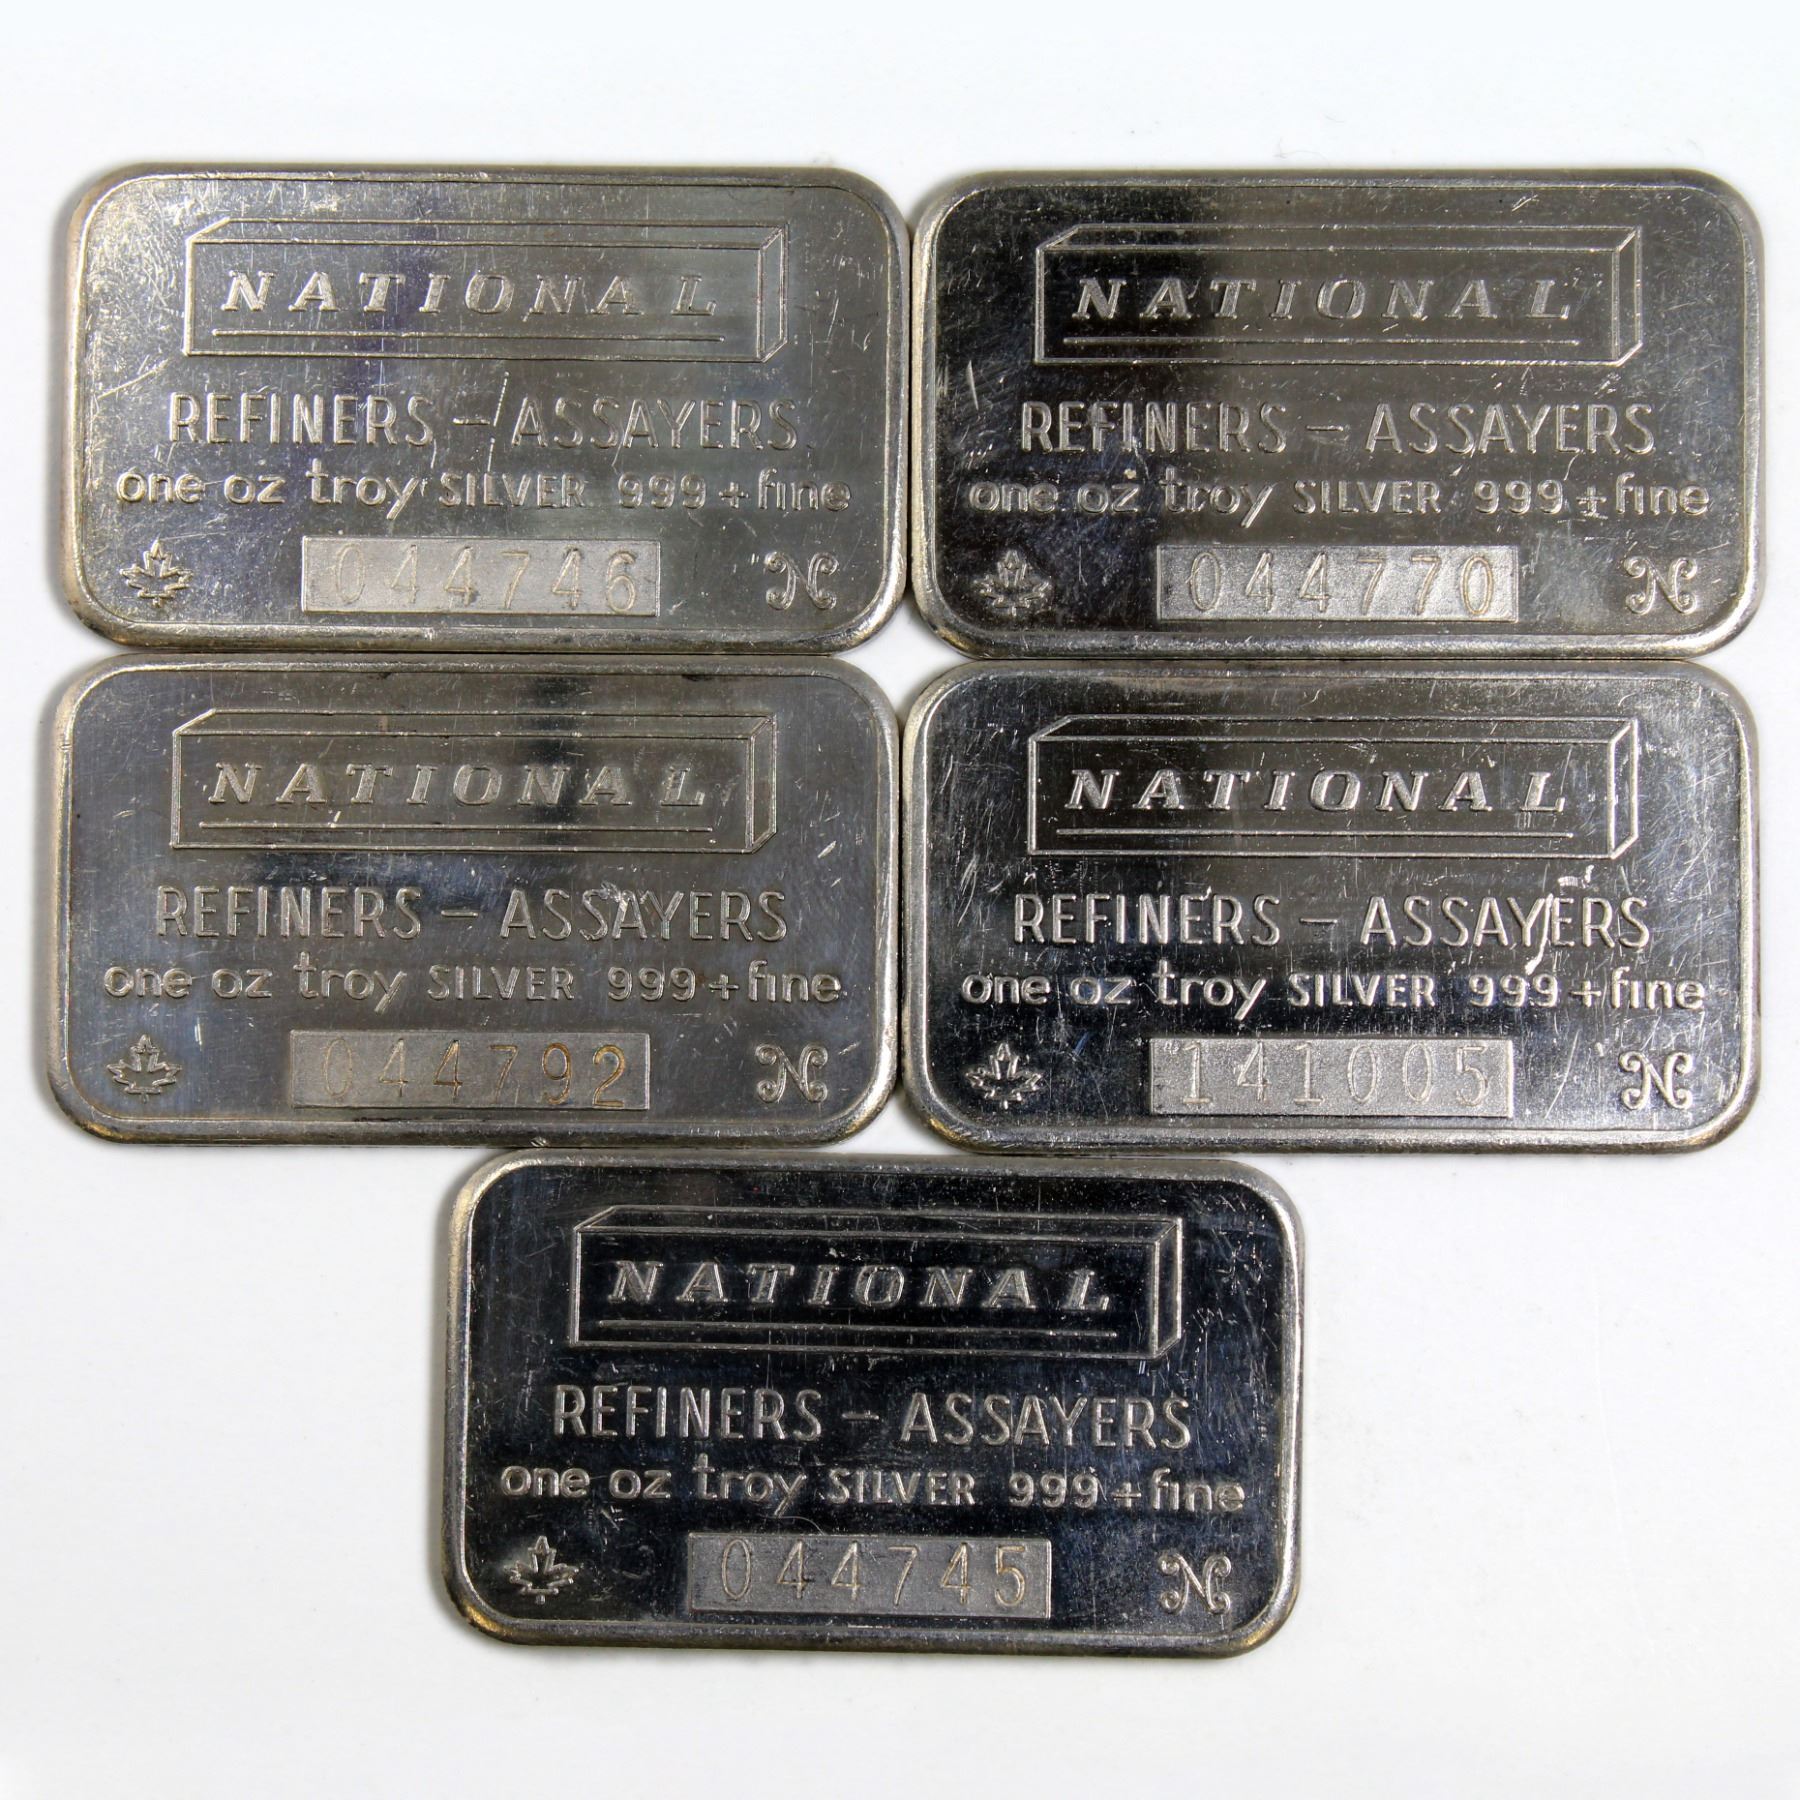 NATIONAL
REFINERS - ASSAYERS
one oz troy SILVER 999 + fine
044746 N
NATIONAL
REFINERS - ASSAYERS
one oz troy SILVER 999 + fine
044770 N
NATIONAL
REFINERS - ASSAYERS
one oz troy SILVER 999 + fine
044792 N
NATIONAL
REFINERS - ASSAYERS
one oz troy SILVER 999 + fine
141005 N
NATIONAL
REFINERS - ASSAYERS
one oz troy SILVER 999 + fine
044745 N